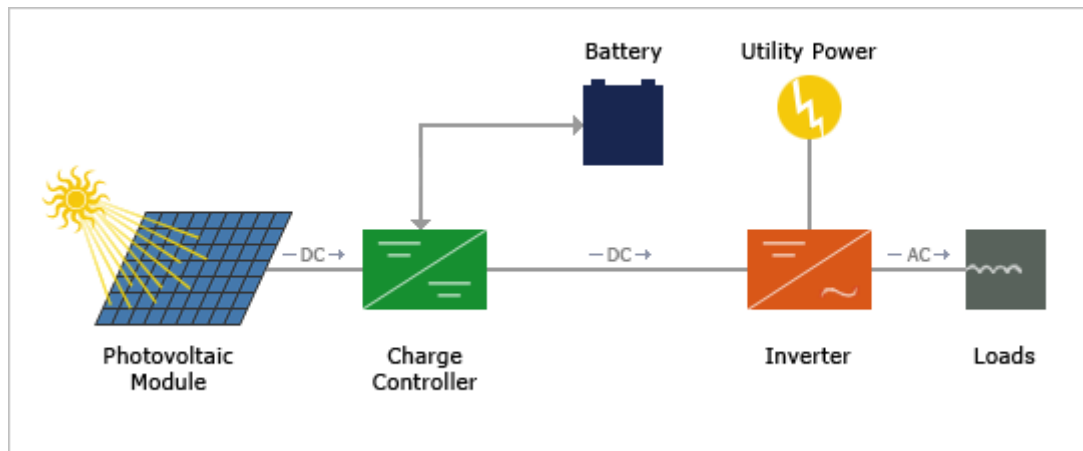 Battery
Utility Power
DC
DC
AC
Photovoltaic
Module
Charge
Controller
Inverter
Loads